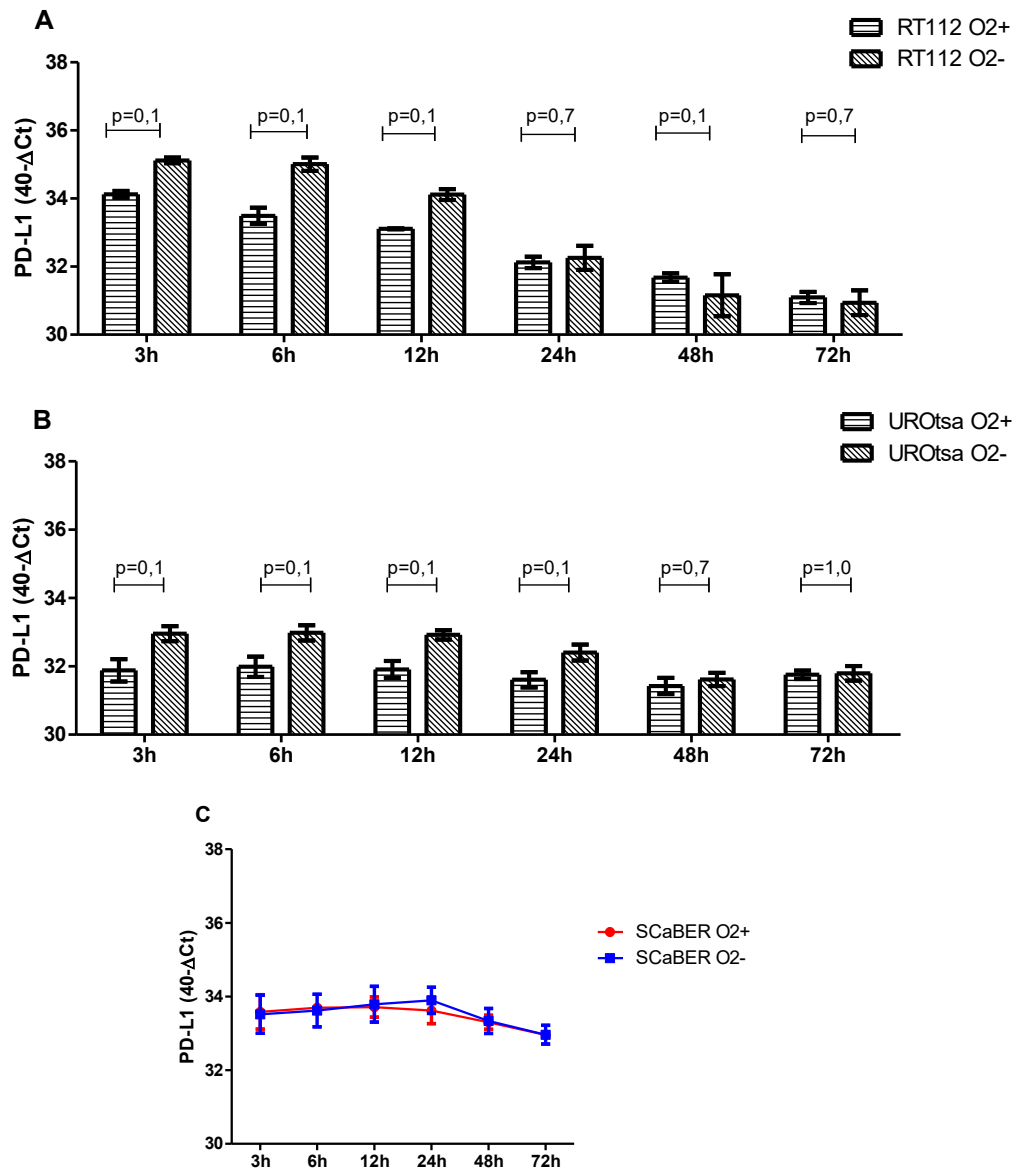 A
RT112 O2+
RT112 O2-
PD-L1 (40-ΔCt)
38
36
34
32
30
p=0,1
p=0,1
p=0,1
p=0,7
p=0,1
p=0,7
3h
6h
12h
24h
48h
72h
B
UROtsa O2+
UROtsa O2-
PD-L1 (40-ΔCt)
38
36
34
32
30
p=0,1
p=0,1
p=0,1
p=0,1
p=0,7
p=1,0
3h
6h
12h
24h
48h
72h
C
PD-L1 (40-ΔCt)
38
36
34
32
30
SCaBER O2+
SCaBER O2-
3h
6h
12h
24h
48h
72h